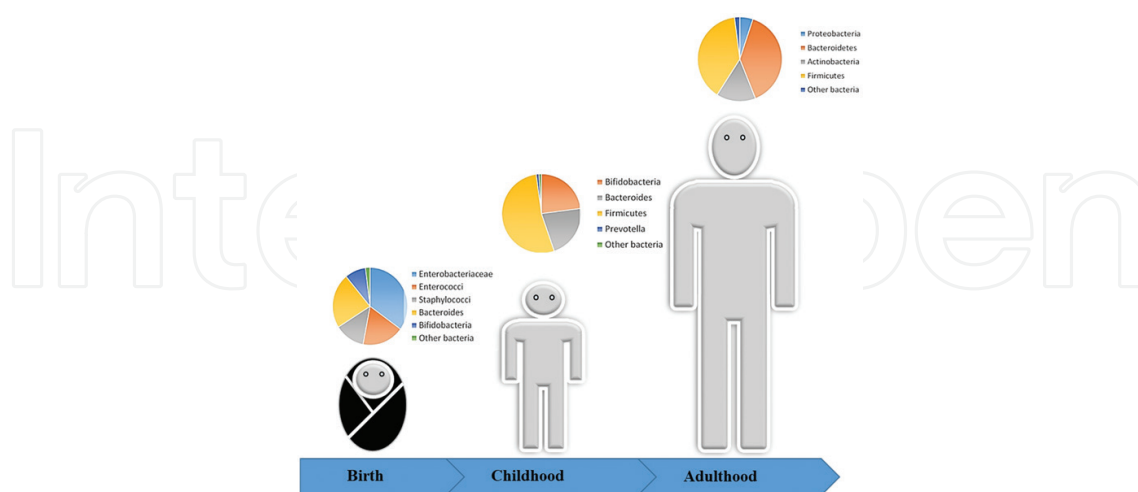 Proteobacteria
Bacteroidetes
Actinobacteria
Firmicutes
Other bacteria
Bifidobacteria
Bacteroides
Firmicutes
Prevotella
Other bacteria
Enterobacteriaceae
Enterococci
Staphylococci
Bacteroides
Bifidobacteria
Other bacteria
Birth
Childhood
Adulthood